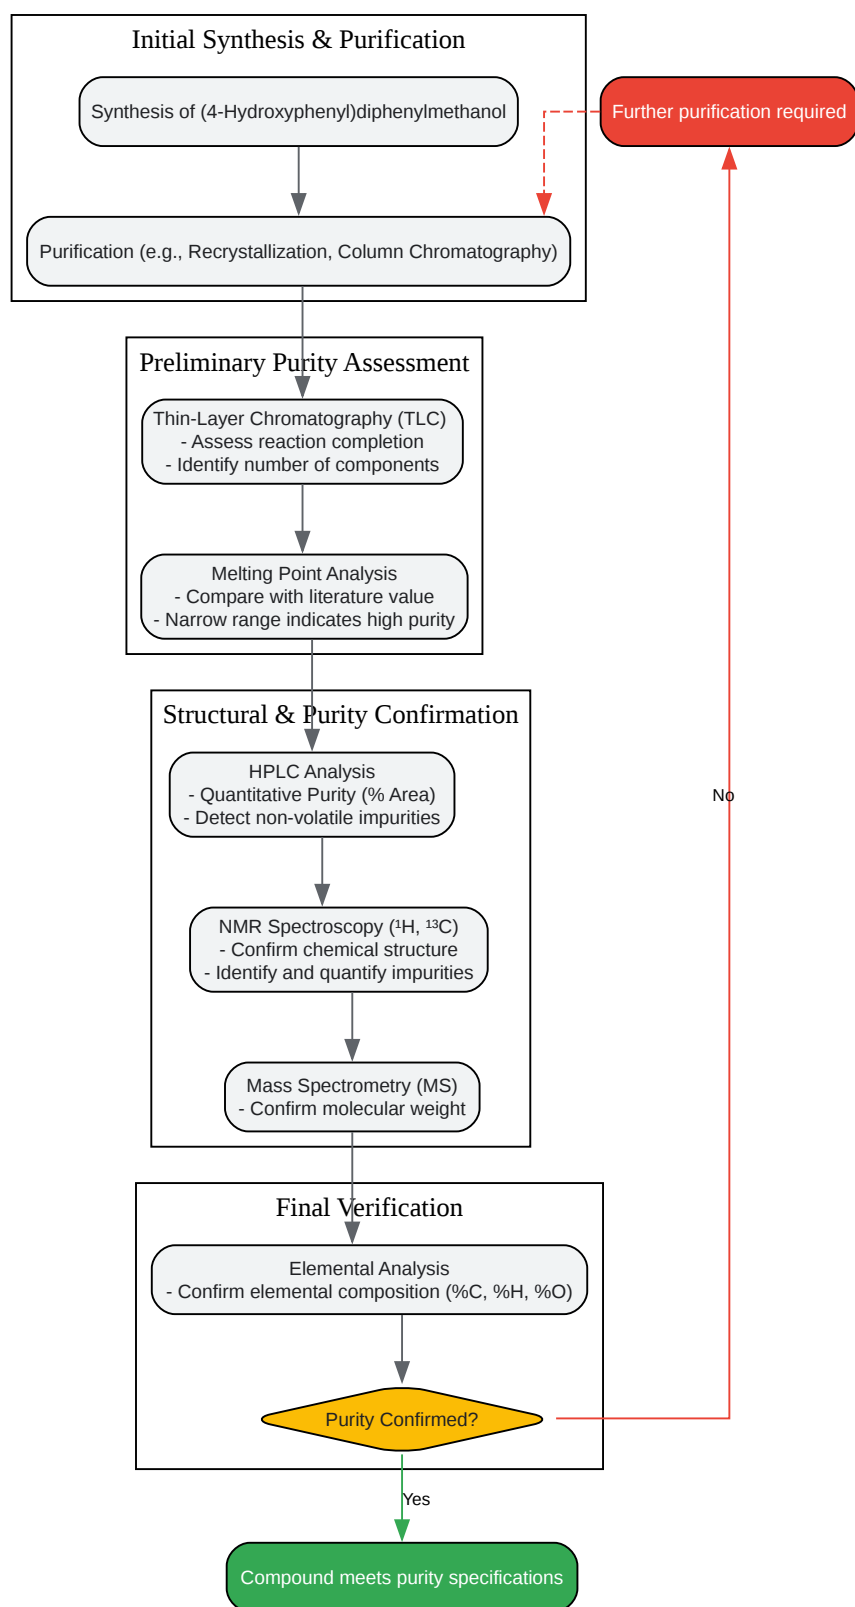 Initial Synthesis & Purification
Synthesis of (4-Hydroxyphenyl)diphenylmethanol
Further purification required
Purification (e.g., Recrystallization, Column Chromatography)
Preliminary Purity Assessment
Thin-Layer Chromatography (TLC)
- Assess reaction completion
- Identify number of components
Melting Point Analysis
- Compare with literature value
- Narrow range indicates high purity
Structural & Purity Confirmation
HPLC Analysis
- Quantitative Purity (% Area)
- Detect non-volatile impurities
No
NMR Spectroscopy (¹H, ¹³C)
- Confirm chemical structure
- Identify and quantify impurities
Mass Spectrometry (MS)
- Confirm molecular weight
Final Verification
Elemental Analysis
- Confirm elemental composition (%C, %H, %O)
Purity Confirmed?
Yes
Compound meets purity specifications